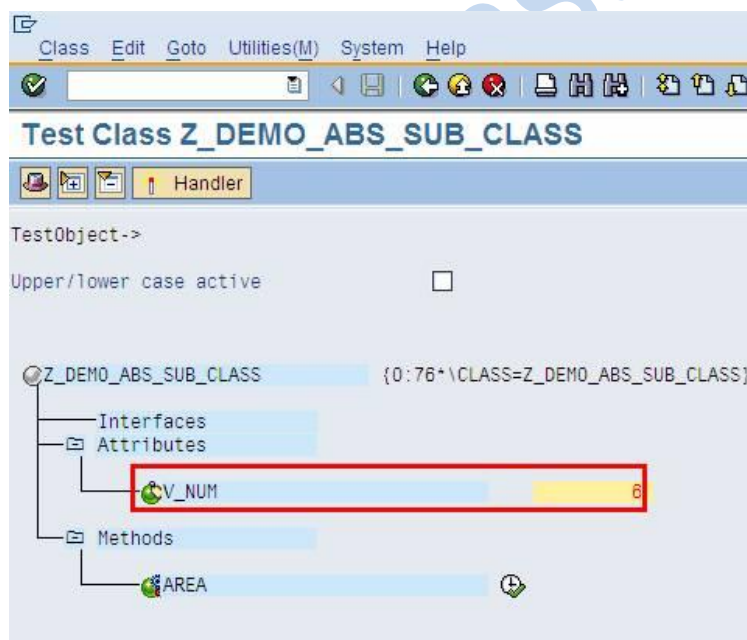 Class Edit Goto Utilities(M) System Help
Test Class Z_DEMO_ABS_SUB_CLASS
Handler
TestObject->
Upper/lower case active
Z_DEMO_ABS_SUB_CLASS {O:76*\CLASS=Z_DEMO_ABS_SUB_CLASS}
Interfaces
Attributes
V_NUM 6
Methods
AREA